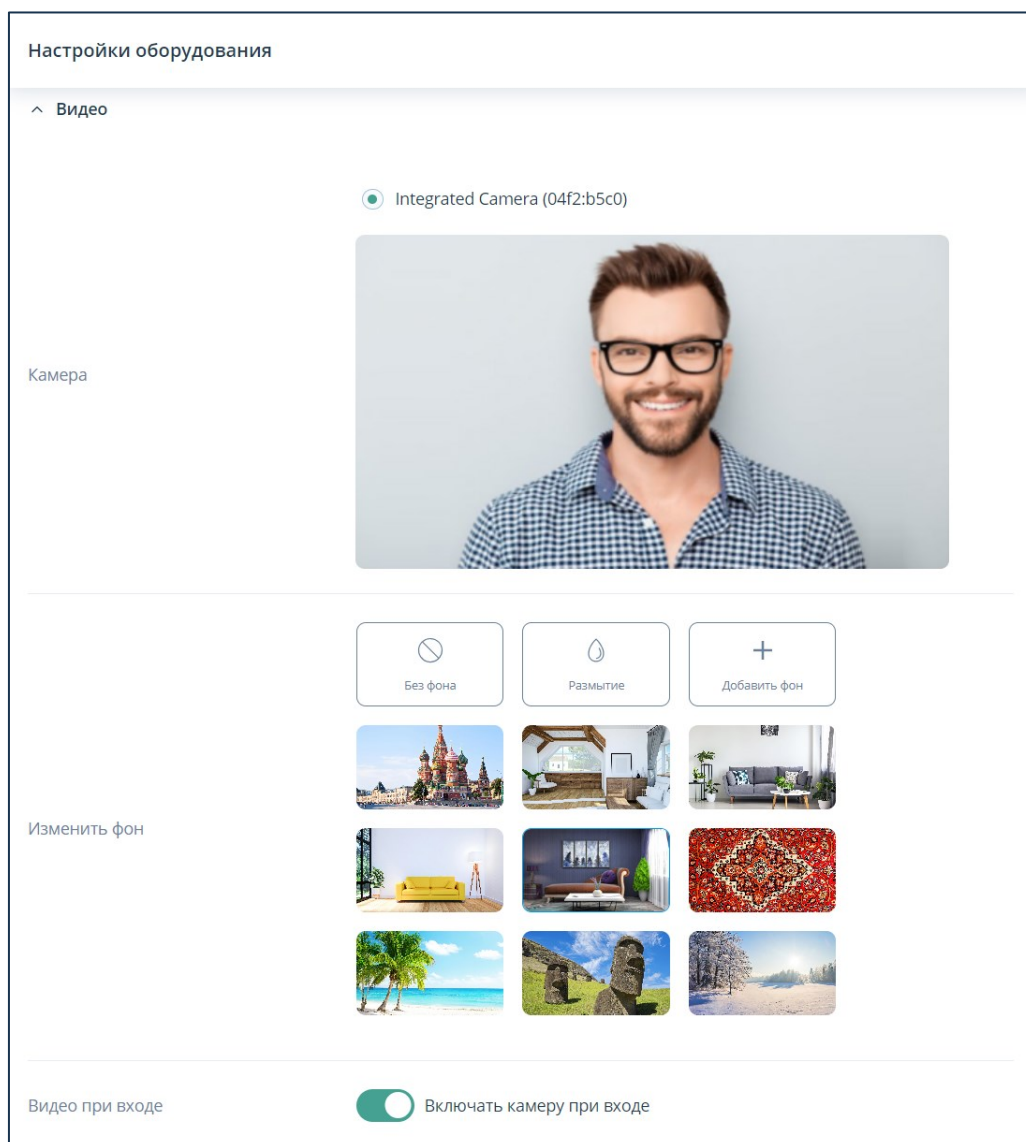 Настройки оборудования
Видео
Integrated Camera (04f2:b5c0)
Камера
Без фона
Размытие
Добавить фон
Изменить фон
Видео при входе
Включать камеру при входе